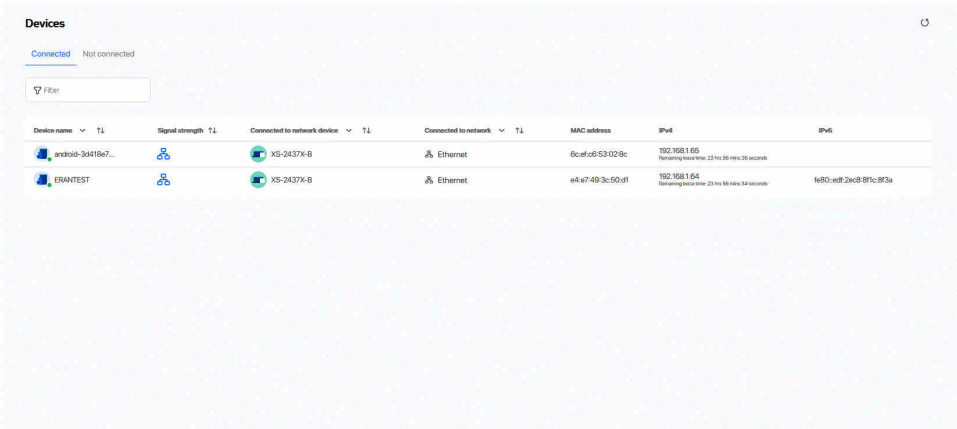 Devices
Connected Not connected
Filter
Device name Signal strength Connected to network device Connected to network MAC address IPv4 IPv6
android-3d418e7... XS-2437X-B Ethernet 6c:ef:c6:53:02:8c 192.168.1.65
Remaining lease time: 23 hrs 56 mins 36 seconds
ERANTEST XS-2437X-B Ethernet e4:e7:49:3c:50:d1 192.168.1.64 fe80::edf:2ec8:8f1c:8f3a
Remaining lease time: 23 hrs 56 mins 34 seconds